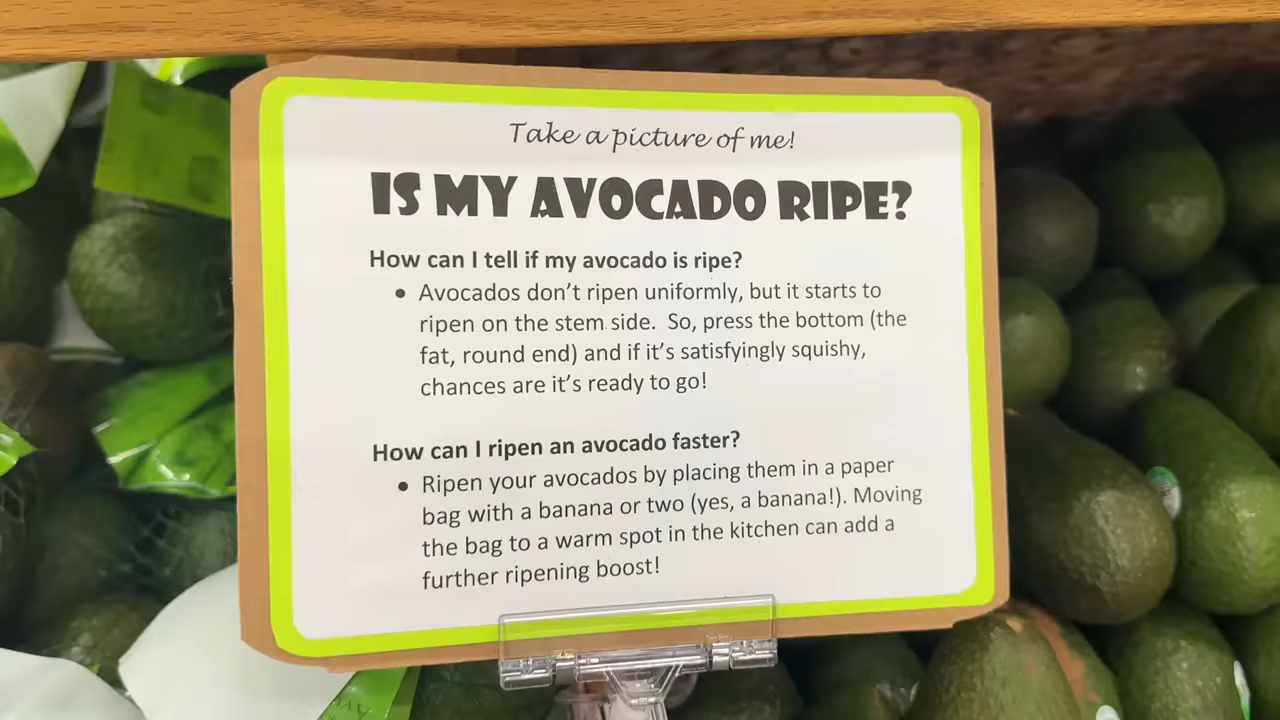 Take a picture of me!
IS MY AVOCADO RIPE?
How can I tell if my avocado is ripe?
• Avocados don't ripen uniformly, but it starts to
ripen on the stem side. So, press the bottom (the
fat, round end) and if it's satisfyingly squishy,
chances are it's ready to go!
How can I ripen an avocado faster?
• Ripen your avocados by placing them in a paper
bag with a banana or two (yes, a banana!). Moving
the bag to a warm spot in the kitchen can add a
further ripening boost!